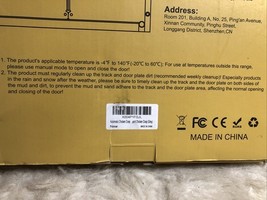 Address:
Room 201, Building A, No. 25, Ping'an Avenue,
Xinnan Community, Pinghu Street,
Longgang District, Shenzhen, CN
1. The product's applicable temperature is -4°F to 140°F(-20°C to 60°C). For use at temperatures outside this range,
please use manual mode to open and close the door!
2. The product must regularly clean up the track and door plate dirt (recommended weekly cleanup)! Especially products
in the rain and snow after the weather, please be sure to timely clean up the track and the door plate on both sides
of the mud and dirt, to prevent mud and sand adhered to the track and the door plate, affecting the normal opening
and closing
CE FC
MADE IN CHINA